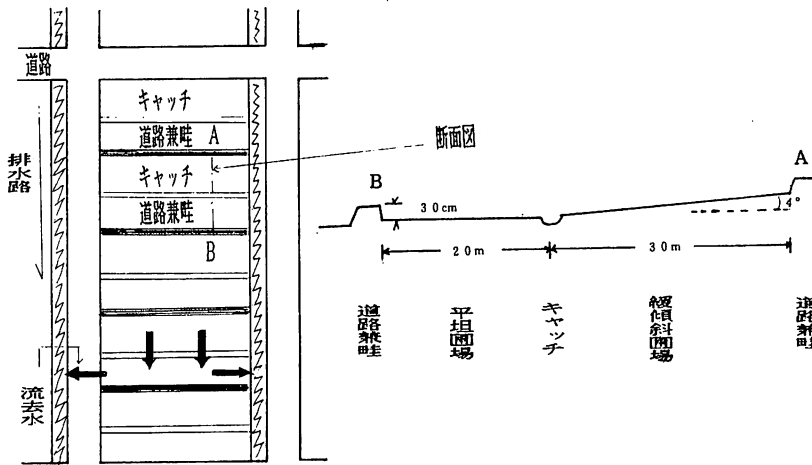 道路
キャッチ
道路兼畦 A
キャッチ
道路兼畦
B
排水路
流去水
断面図
A
B
30cm
4°
20m
30m
道路兼畦
平坦圃場
キャッチ
緩傾斜圃場
道路兼畦